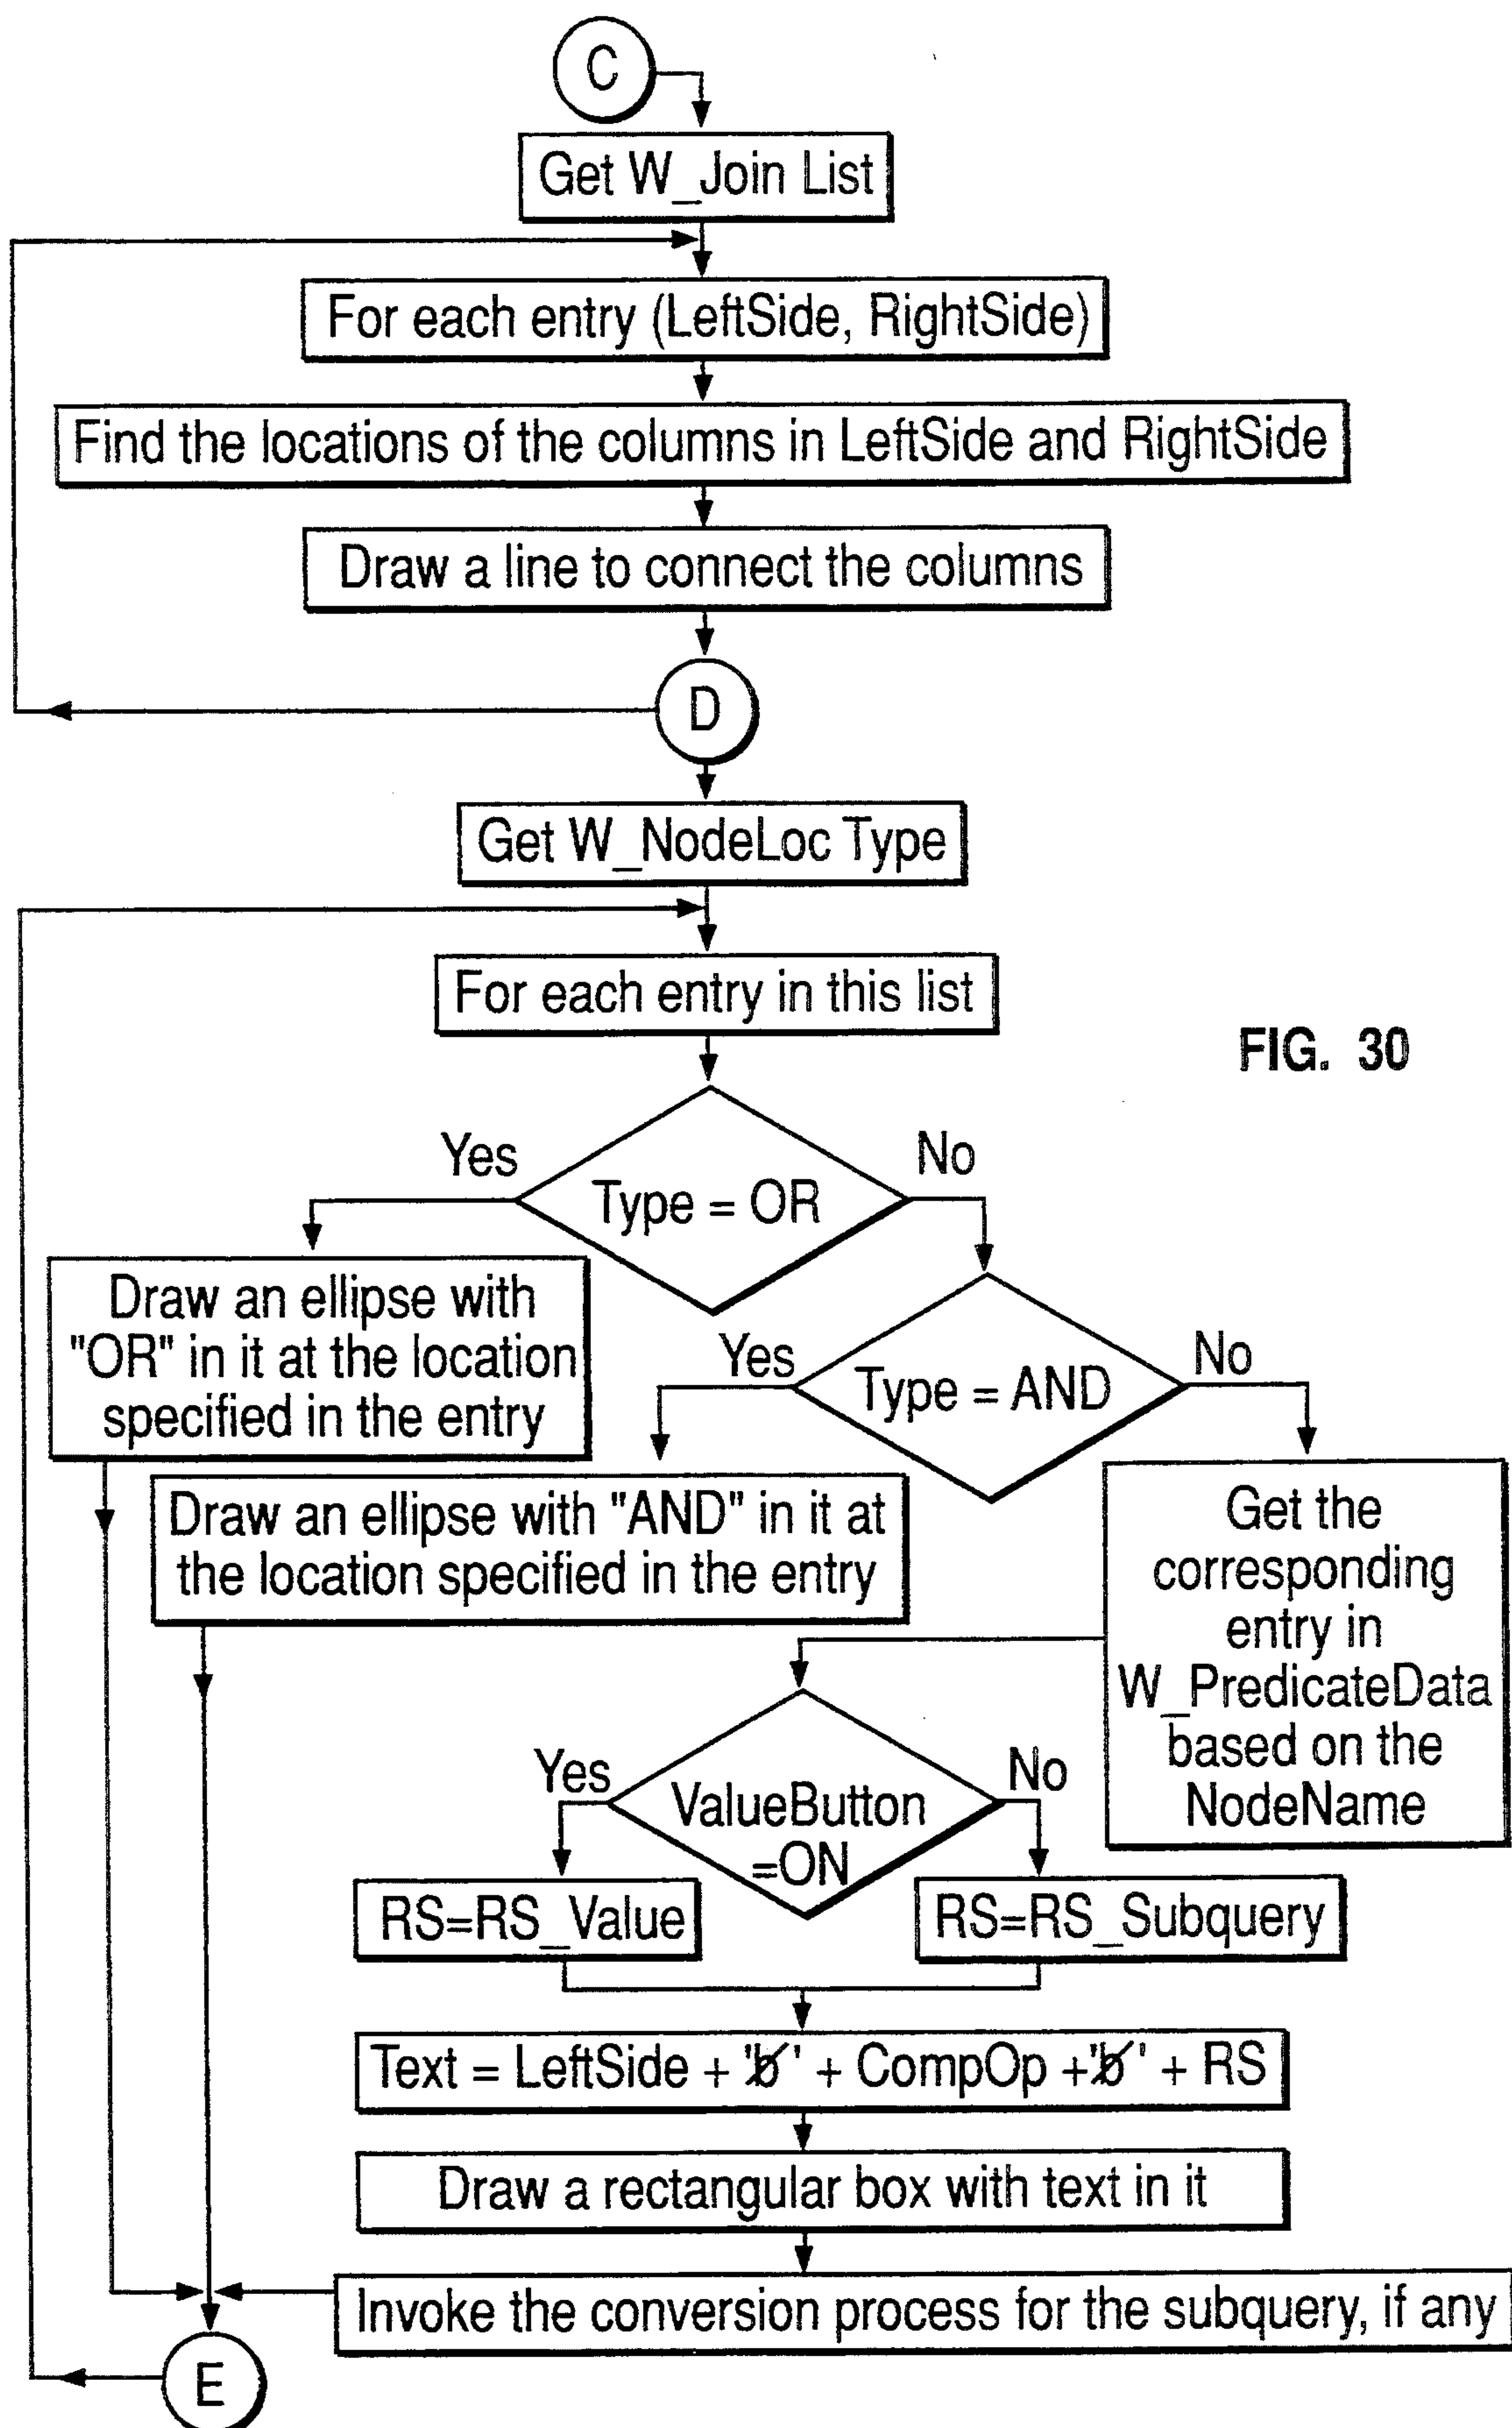 C
Get W_Join List
For each entry (LeftSide, RightSide)
Find the locations of the columns in LeftSide and RightSide
Draw a line to connect the columns
D
Get W_NodeLoc Type
For each entry in this list
FIG. 30
Yes
No
Type = OR
Draw an ellipse with
"OR" in it at the location
specified in the entry
Yes
No
Type = AND
Draw an ellipse with "AND" in it at
the location specified in the entry
Get the
corresponding
entry in
W_PredicateData
based on the
NodeName
Yes
No
ValueButton
=ON
RS=RS_Value
RS=RS_Subquery
Text = LeftSide + 'b̸' + CompOp +'b̸' + RS
Draw a rectangular box with text in it
Invoke the conversion process for the subquery, if any
E